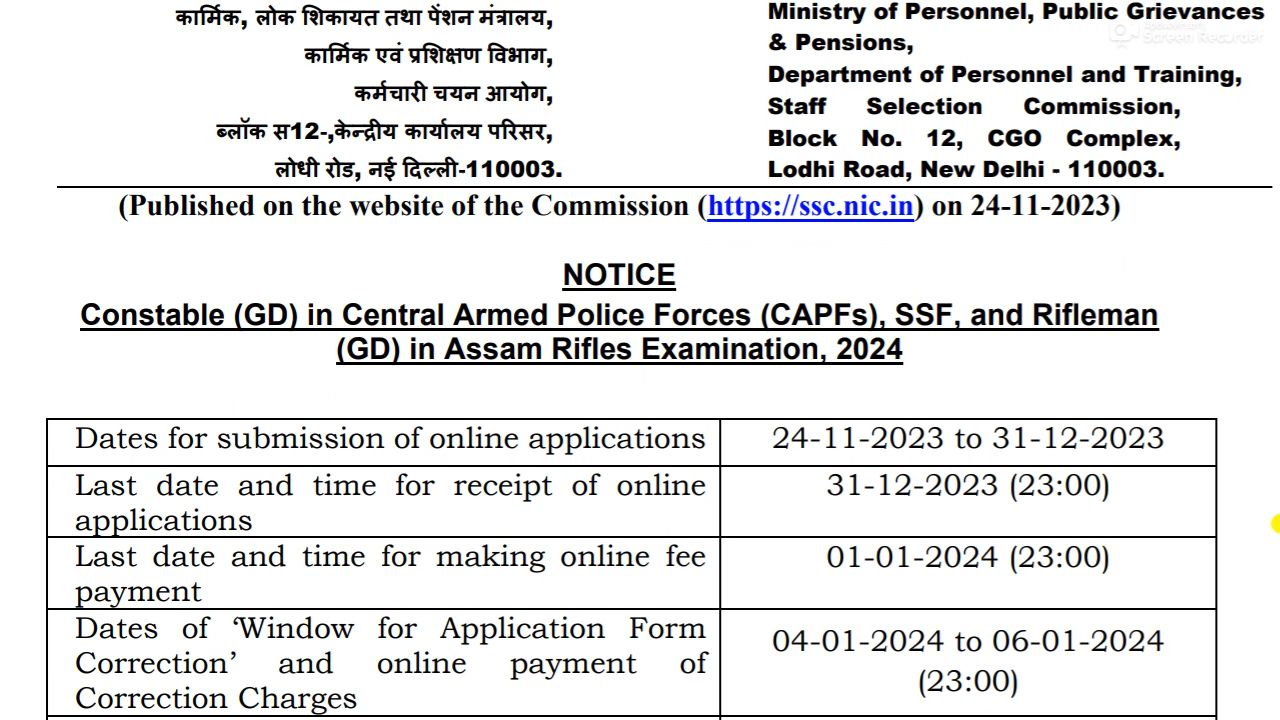 कार्मिक, लोक शिकायत तथा पेंशन मंत्रालय,
कार्मिक एवं प्रशिक्षण विभाग,
कर्मचारी चयन आयोग,
ब्लॉक स12-,केन्द्रीय कार्यालय परिसर,
लोधी रोड, नई दिल्ली-110003.
Ministry of Personnel, Public Grievances
& Pensions,
Department of Personnel and Training,
Staff Selection Commission,
Block No. 12, CGO Complex,
Lodhi Road, New Delhi - 110003.
Screen Recorder
(Published on the website of the Commission (https://ssc.nic.in) on 24-11-2023)
NOTICE
Constable (GD) in Central Armed Police Forces (CAPFs), SSF, and Rifleman
(GD) in Assam Rifles Examination, 2024
Dates for submission of online applications
24-11-2023 to 31-12-2023
Last date and time for receipt of online
applications
31-12-2023 (23:00)
Last date and time for making online fee
payment
01-01-2024 (23:00)
Dates of ‘Window for Application Form
Correction’ and online payment of
Correction Charges
04-01-2024 to 06-01-2024
(23:00)